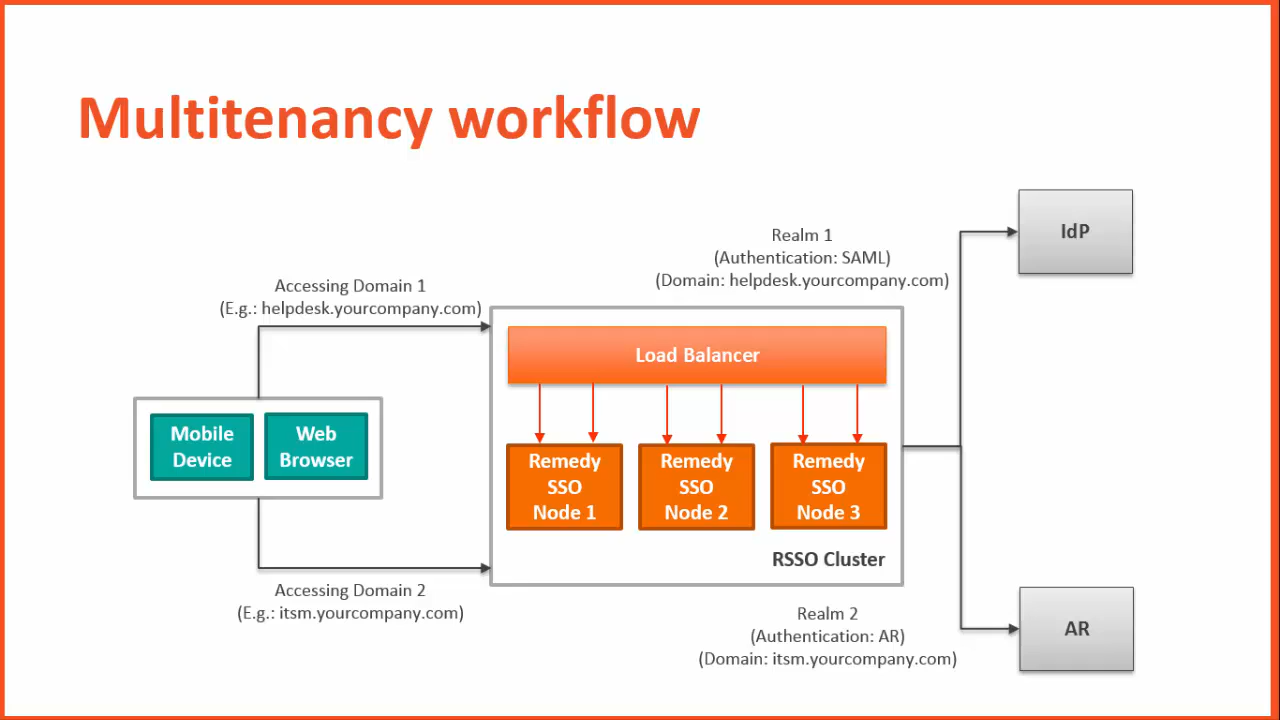 Multitenancy workflow
IdP
Realm 1
(Authentication: SAML)
(Domain: helpdesk.yourcompany.com)
Accessing Domain 1
(E.g.: helpdesk.yourcompany.com)
Load Balancer
Mobile
Device
Web
Browser
Remedy
SSO
Node 1
Remedy
SSO
Node 2
Remedy
SSO
Node 3
RSSO Cluster
Accessing Domain 2
(E.g.: itsm.yourcompany.com)
Realm 2
(Authentication: AR)
(Domain: itsm.yourcompany.com)
AR